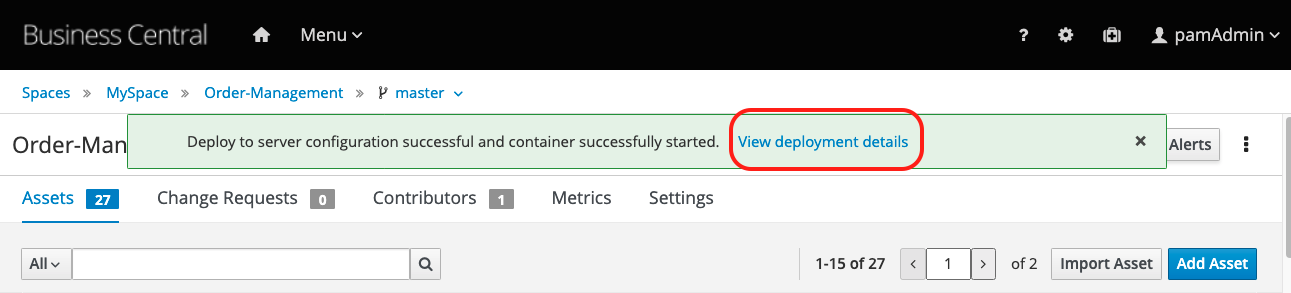 Business Central Menu ? pamAdmin
Spaces » MySpace » Order-Management » master
Order-Man Deploy to server configuration successful and container successfully started. View deployment details × Alerts
Assets 27 Change Requests 0 Contributors 1 Metrics Settings
All 1-15 of 27 < 1 > of 2 Import Asset Add Asset